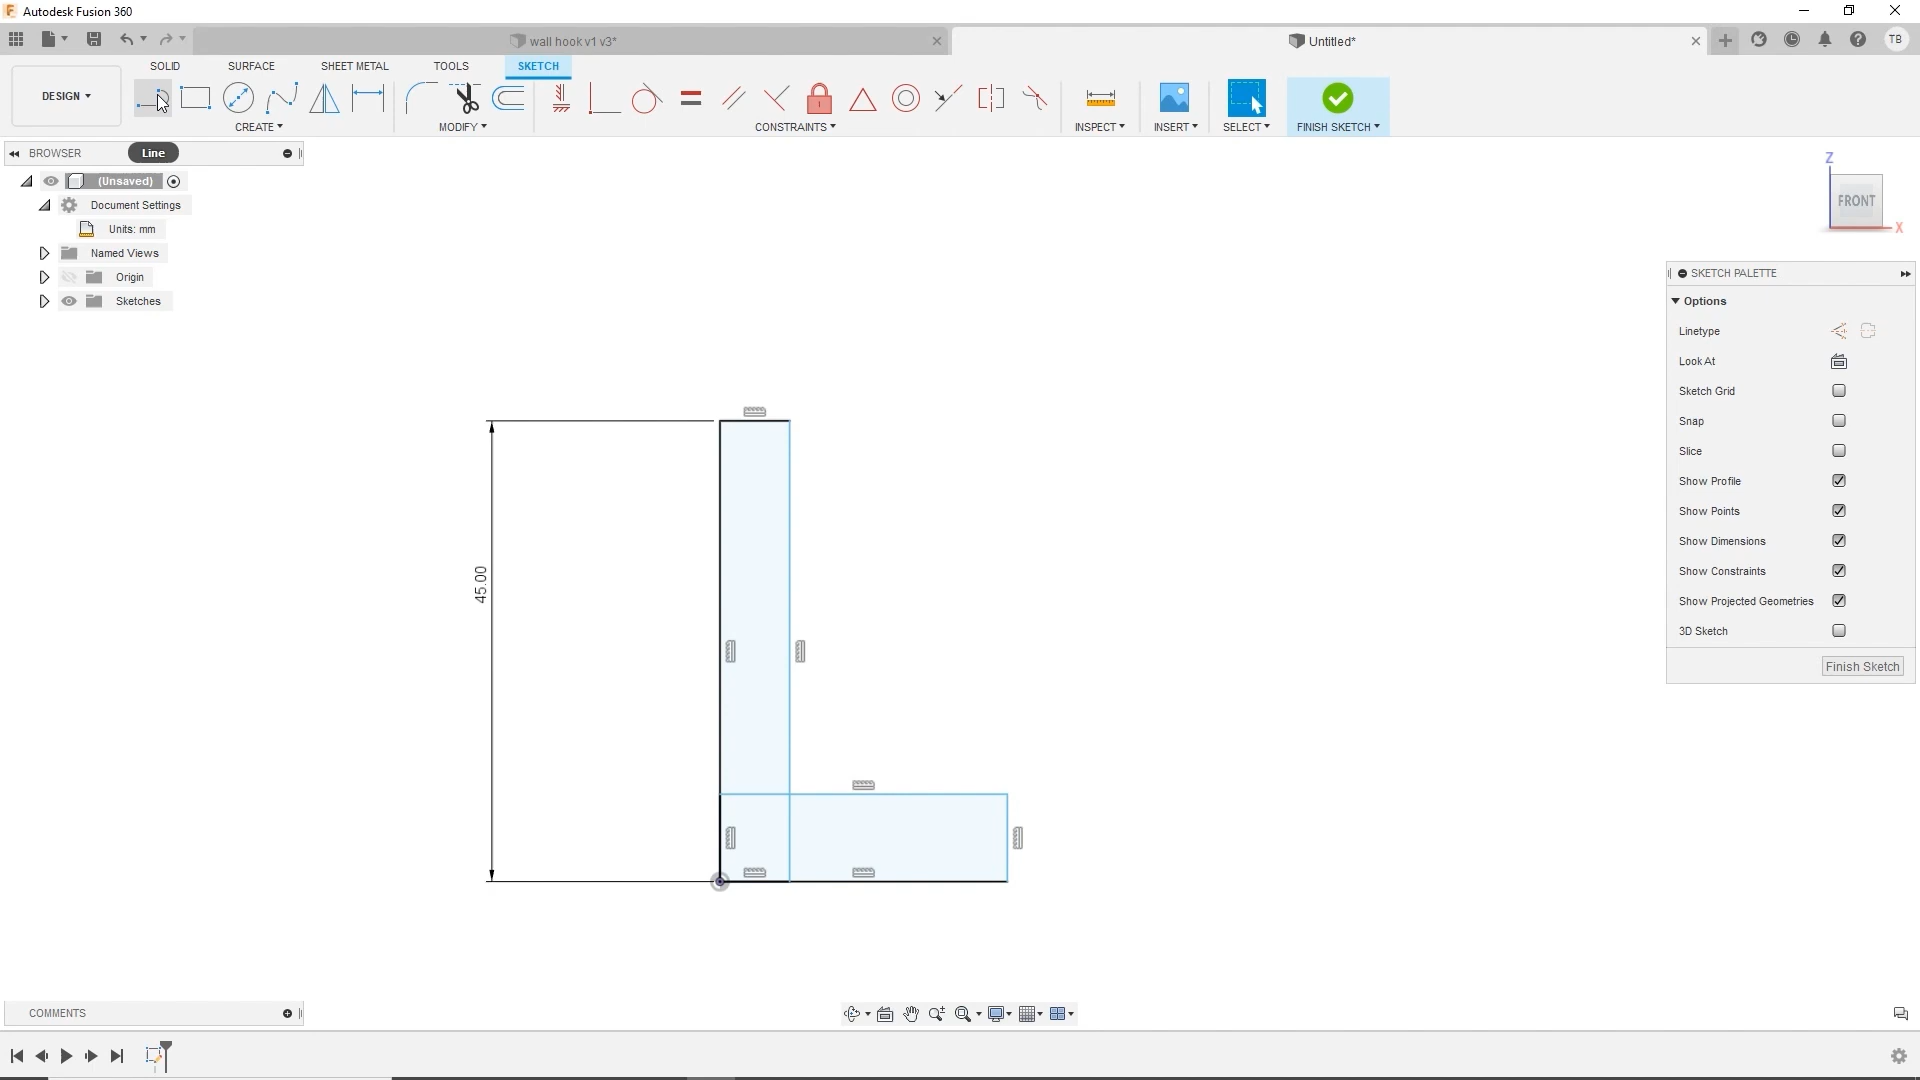 Autodesk Fusion 360
wall hook v1 v3*
Untitled*
TB
DESIGN
SOLID
SURFACE
SHEET METAL
TOOLS
SKETCH
CREATE
MODIFY
CONSTRAINTS
INSPECT
INSERT
SELECT
FINISH SKETCH
BROWSER
Line
(Unsaved)
Document Settings
Units: mm
Named Views
Origin
Sketches
Z
FRONT
X
SKETCH PALETTE
Options
Linetype
Look At
Sketch Grid
Snap
Slice
Show Profile
Show Points
Show Dimensions
Show Constraints
Show Projected Geometries
3D Sketch
Finish Sketch
45.00
COMMENTS